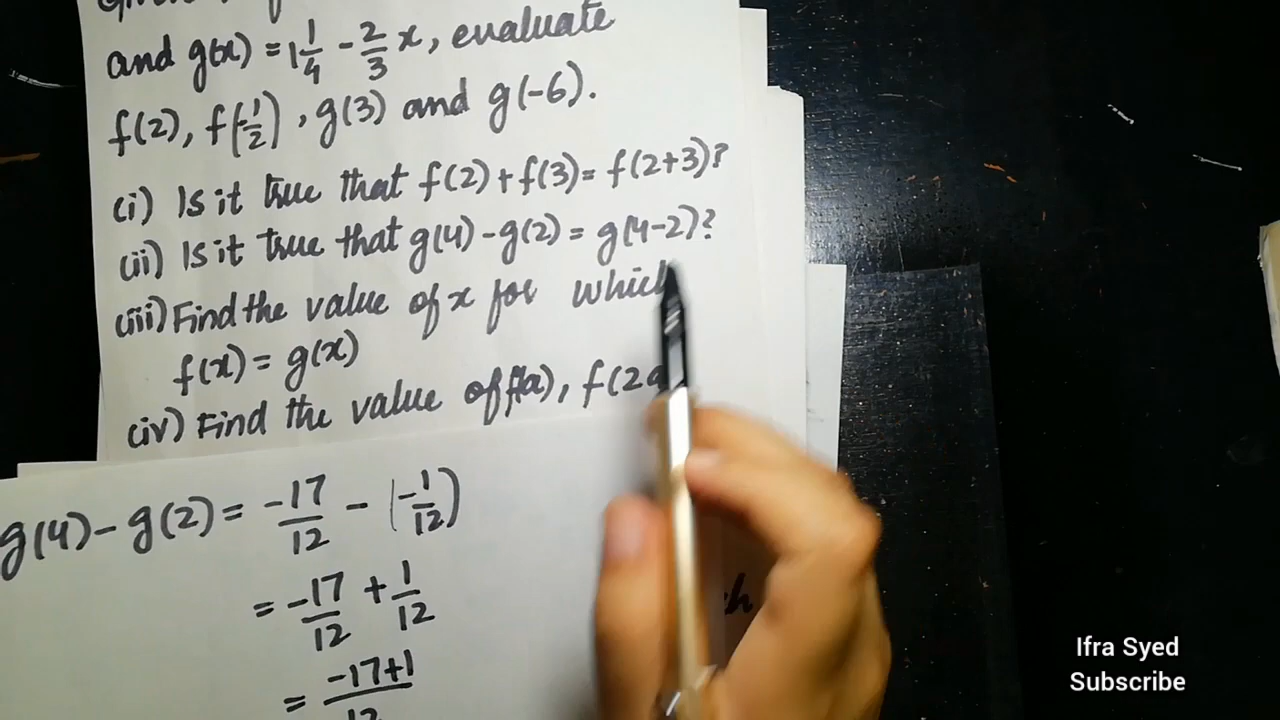 and g(x) = 1 1/4 - 2/3 x, evaluate
f(2), f(-1/2), g(3) and g(-6).
(i) Is it true that f(2)+f(3)= f(2+3)?
(ii) Is it true that g(4)-g(2) = g(4-2)?
(iii) Find the value of x for which
f(x) = g(x)
(iv) Find the value of f(a), f(2a
g(4)-g(2) = -17/12 - (-1/12)
= -17/12 + 1/12
= -17+1/12
Ifra Syed
Subscribe